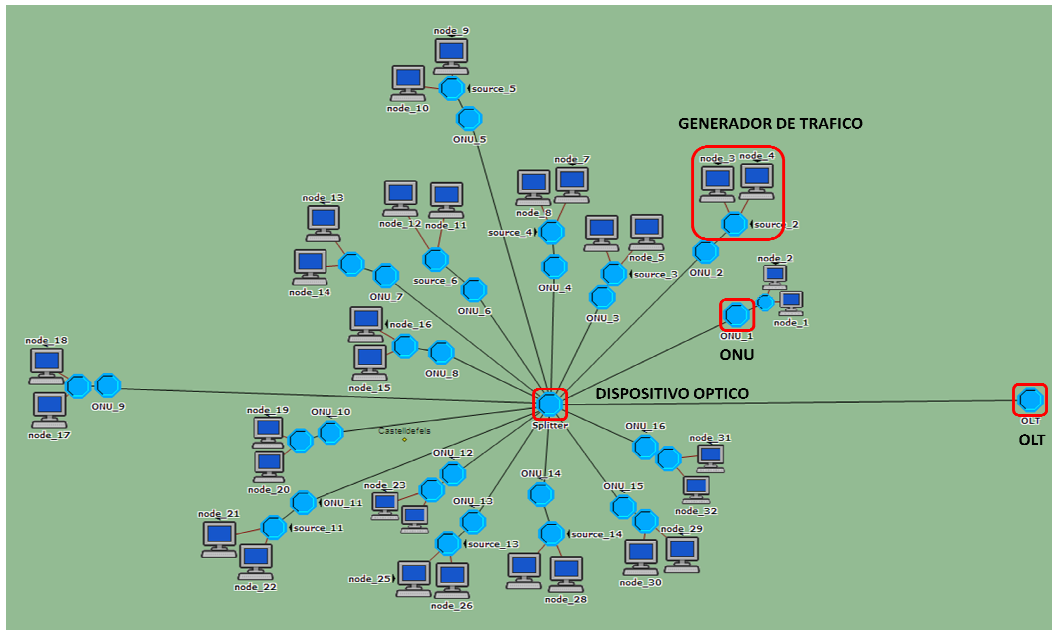 node_9
source_5
node_10
ONU_5
GENERADOR DE TRAFICO
node_3
node_4
source_2
ONU_2
node_7
node_8
source_4
ONU_4
node_5
source_3
ONU_3
node_2
node_1
ONU_1
ONU
node_13
node_14
ONU_7
node_12
node_11
source_6
ONU_6
node_16
node_15
ONU_8
node_18
node_17
ONU_9
DISPOSITIVO OPTICO
Splitter
OLT
OLT
node_19
ONU_10
node_20
Castelldefels
ONU_12
node_23
ONU_11
node_21
source_11
node_22
ONU_13
source_13
node_25
node_26
ONU_14
source_14
node_28
ONU_16
node_31
node_32
ONU_15
node_29
node_30